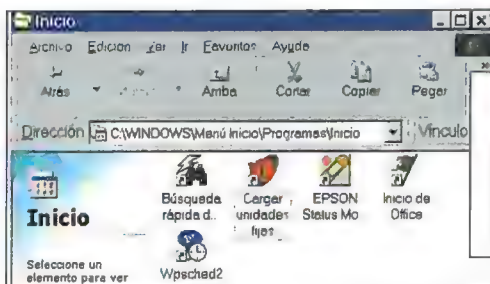 Inicio
Archivo Edición Ver Ir Favoritos Ayuda
Atrás Arriba Cortar Copiar Pegar
Dirección C:\WINDOWS\Menú Inicio\Programas\Inicio Vínculo
Inicio
Búsqueda rápida d..
Cargar unidades fijas
EPSON Status Mo
Inicio de Office
Wpsched2
Seleccione un
elemento para ver